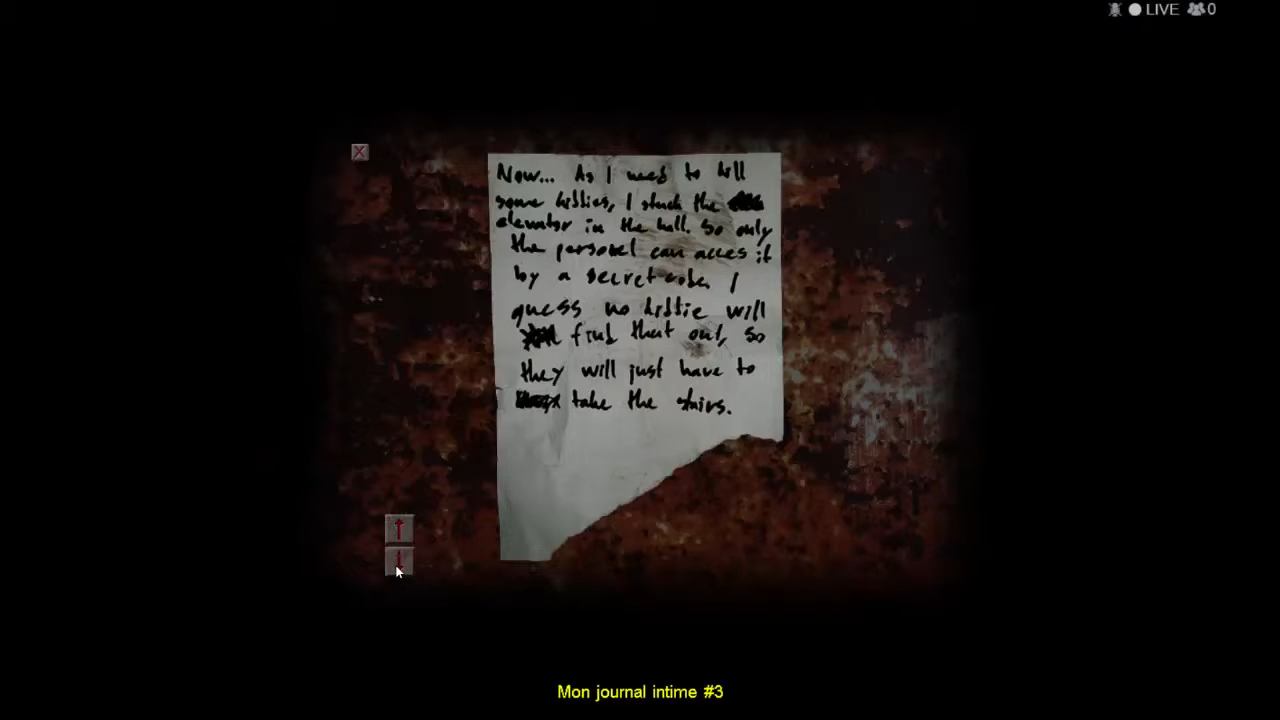 LIVE 0
Now... As I need to kill
some kiddies, I stuck the
elevator in the hall. So only
the personel can acces it
by a secret code. I
guess no kiddie will
find that out, so
they will just have to
take the stairs.
Mon journal intime #3